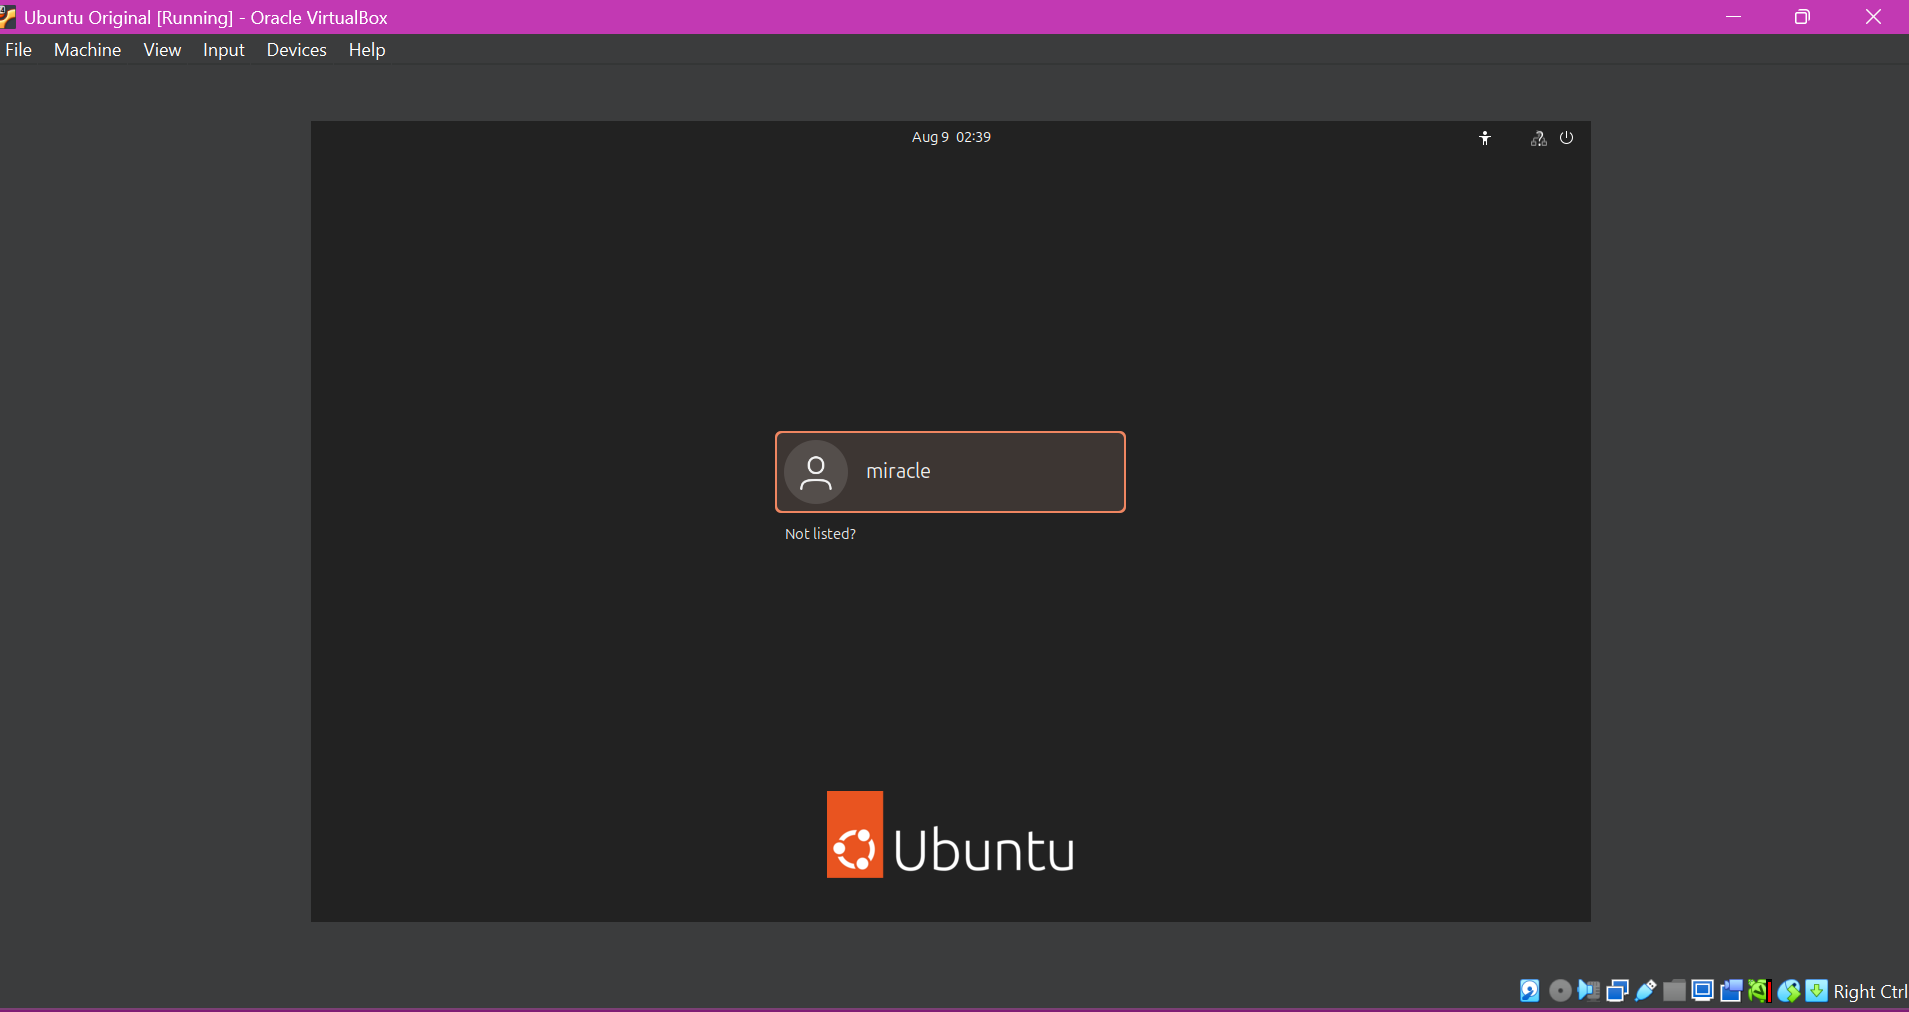 Ubuntu Original [Running] - Oracle VirtualBox
File Machine View Input Devices Help
Aug 9 02:39
miracle
Not listed?
Ubuntu
Right Ctrl